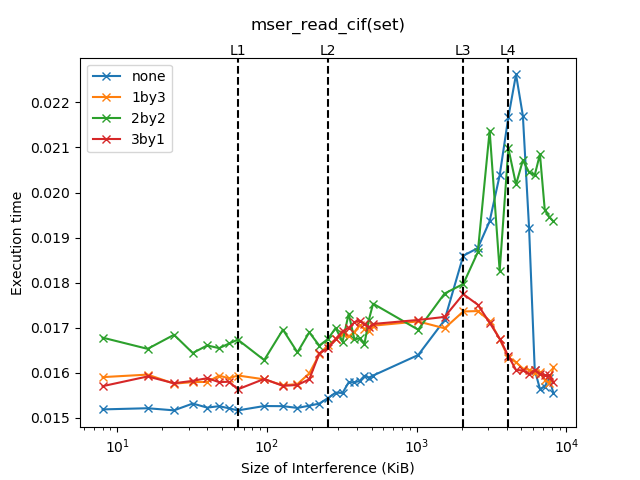 mser_read_cif(set)
L1 L2 L3 L4
none
1by3
2by2
3by1
0.022
0.021
0.020
0.019
0.018
0.017
0.016
0.015
Execution time
10¹ 10² 10³ 10⁴
Size of Interference (KiB)